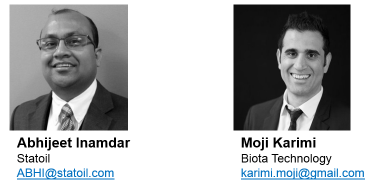 Abhijeet Inamdar
Statoil
ABHI@statoil.com
Moji Karimi
Biota Technology
karimi.moji@gmail.com